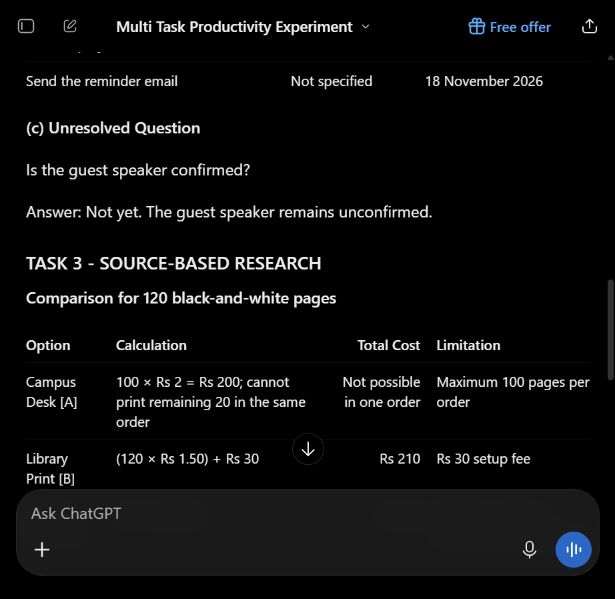 Multi Task Productivity Experiment
Free offer
Send the reminder email Not specified 18 November 2026
(c) Unresolved Question
Is the guest speaker confirmed?
Answer: Not yet. The guest speaker remains unconfirmed.
TASK 3 - SOURCE-BASED RESEARCH
Comparison for 120 black-and-white pages
Option Calculation Total Cost Limitation
Campus 100 × Rs 2 = Rs 200; cannot Not possible Maximum 100 pages per
Desk [A] print remaining 20 in the same in one order order
order
Library (120 × Rs 1.50) + Rs 30 Rs 210 Rs 30 setup fee
Print [B]
Ask ChatGPT